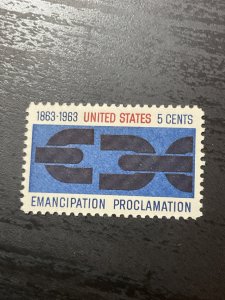 1863-1963 UNITED STATES 5 CENTS
EMANCIPATION PROCLAMATION